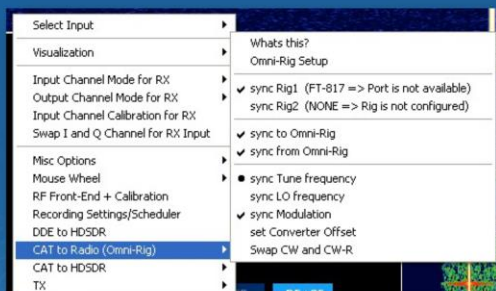 Select Input
Visualization
Input Channel Mode for RX
Output Channel Mode for RX
Input Channel Calibration for RX
Swap I and Q Channel for RX Input
Misc Options
Mouse Wheel
RF Front-End + Calibration
Recording Settings/Scheduler
DDE to HDSDR
CAT to Radio (Omni-Rig)
CAT to HDSDR
TX
Whats this?
Omni-Rig Setup
sync Rig1 (FT-817 => Port is not available)
sync Rig2 (NONE => Rig is not configured)
sync to Omni-Rig
sync from Omni-Rig
sync Tune frequency
sync LO frequency
sync Modulation
set Converter Offset
Swap CW and CW-R